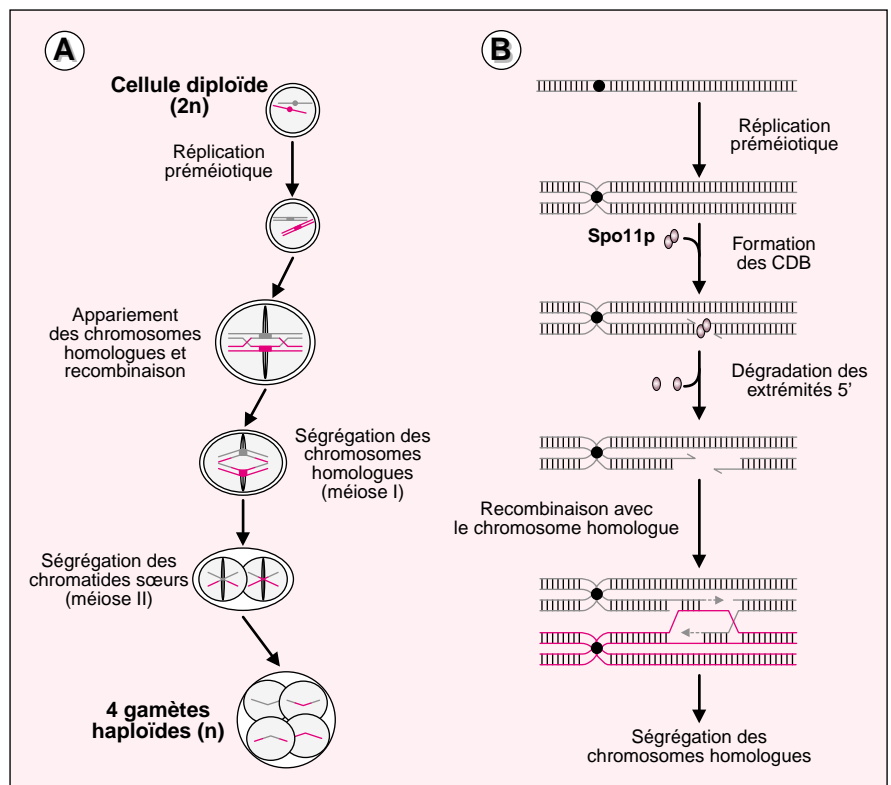 A
Cellule diploïde
(2n)
Réplication
préméiotique
Appariement
des chromosomes
homologues et
recombinaison
Ségrégation des
chromosomes
homologues
(méiose I)
Ségrégation des
chromatides sœurs
(méiose II)
4 gamètes
haploïdes (n)
B
Réplication
préméiotique
Spo11p
Formation
des CDB
Dégradation des
extrémités 5’
Recombinaison avec
le chromosome homologue
Ségrégation des
chromosomes homologues